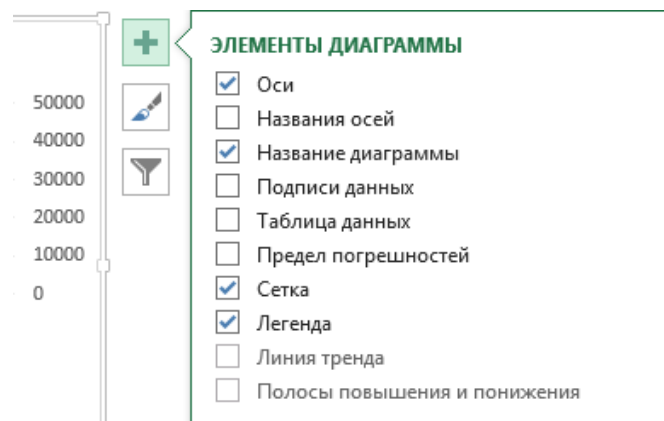 ЭЛЕМЕНТЫ ДИАГРАММЫ
Оси
Названия осей
Название диаграммы
Подписи данных
Таблица данных
Предел погрешностей
Сетка
Легенда
Линия тренда
Полосы повышения и понижения
50000
40000
30000
20000
10000
0